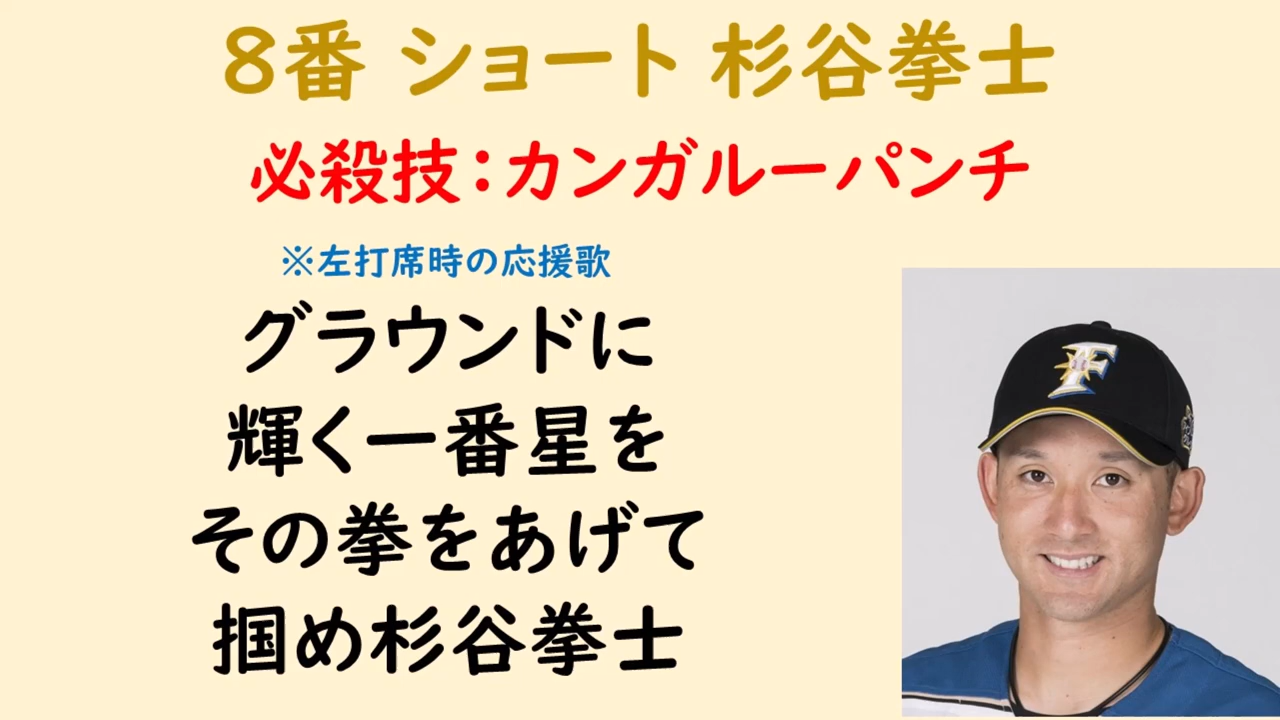 8番 ショート 杉谷拳士
必殺技：カンガルーパンチ
※左打席時の応援歌
グラウンドに
輝く一番星を
その拳をあげて
掴め杉谷拳士
F